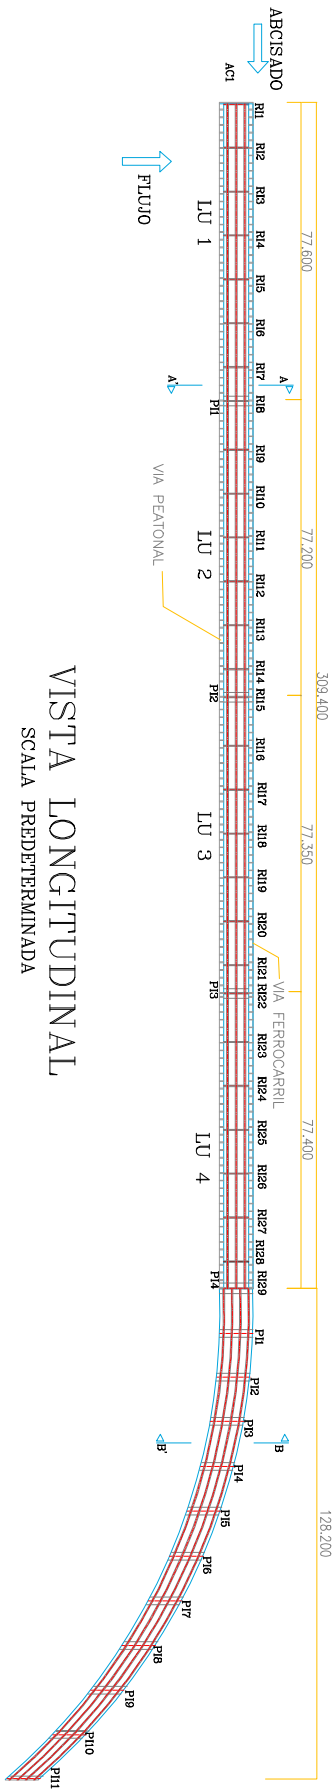 ABCISADO
AC1
FLUJO
309.400
128.200
77.600
77.200
77.350
77.400
RI1
RI2
RI3
RI4
RI5
RI6
RI7
RI8
RI9
RI10
RI11
RI12
RI13
RI14
RI15
RI16
RI17
RI18
RI19
RI20
RI21
RI22
RI23
RI24
RI25
RI26
RI27
RI28
RI29
A
A'
LU 1
PI1
LU 2
PI2
LU 3
PI3
LU 4
PI4
VIA PEATONAL
VIA FERROCARRIL
PI1
PI2
PI3
PI4
PI5
PI6
PI7
PI8
PI9
PI10
PI11
B
B'
VISTA LONGITUDINAL
SCALA PREDETERMINADA